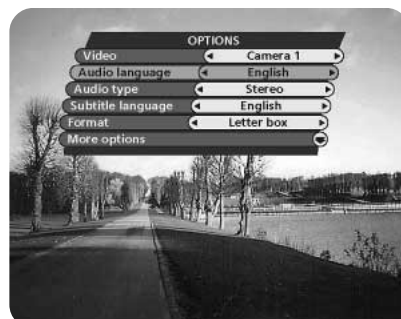 OPTIONS
Video Camera 1
Audio language English
Audio type Stereo
Subtitle language English
Format Letter box
More options